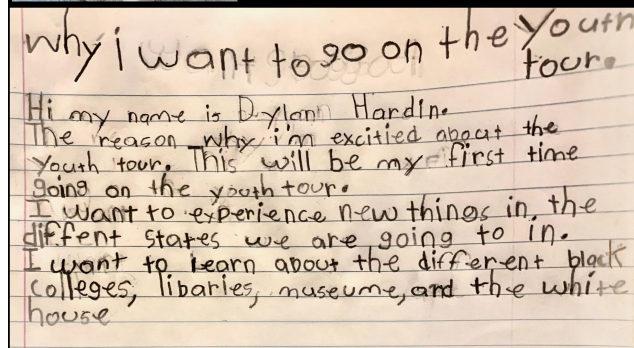 why i want to go on the Youth
tour.
Hi my name is Dylann Hardin.
The reason why i'm excitied about the
Youth tour. This will be my first time
going on the youth tour.
I want to experience new things in the
diffent states we are going to in.
I want to learn about the different black
colleges, libaries, museume, and the white
house